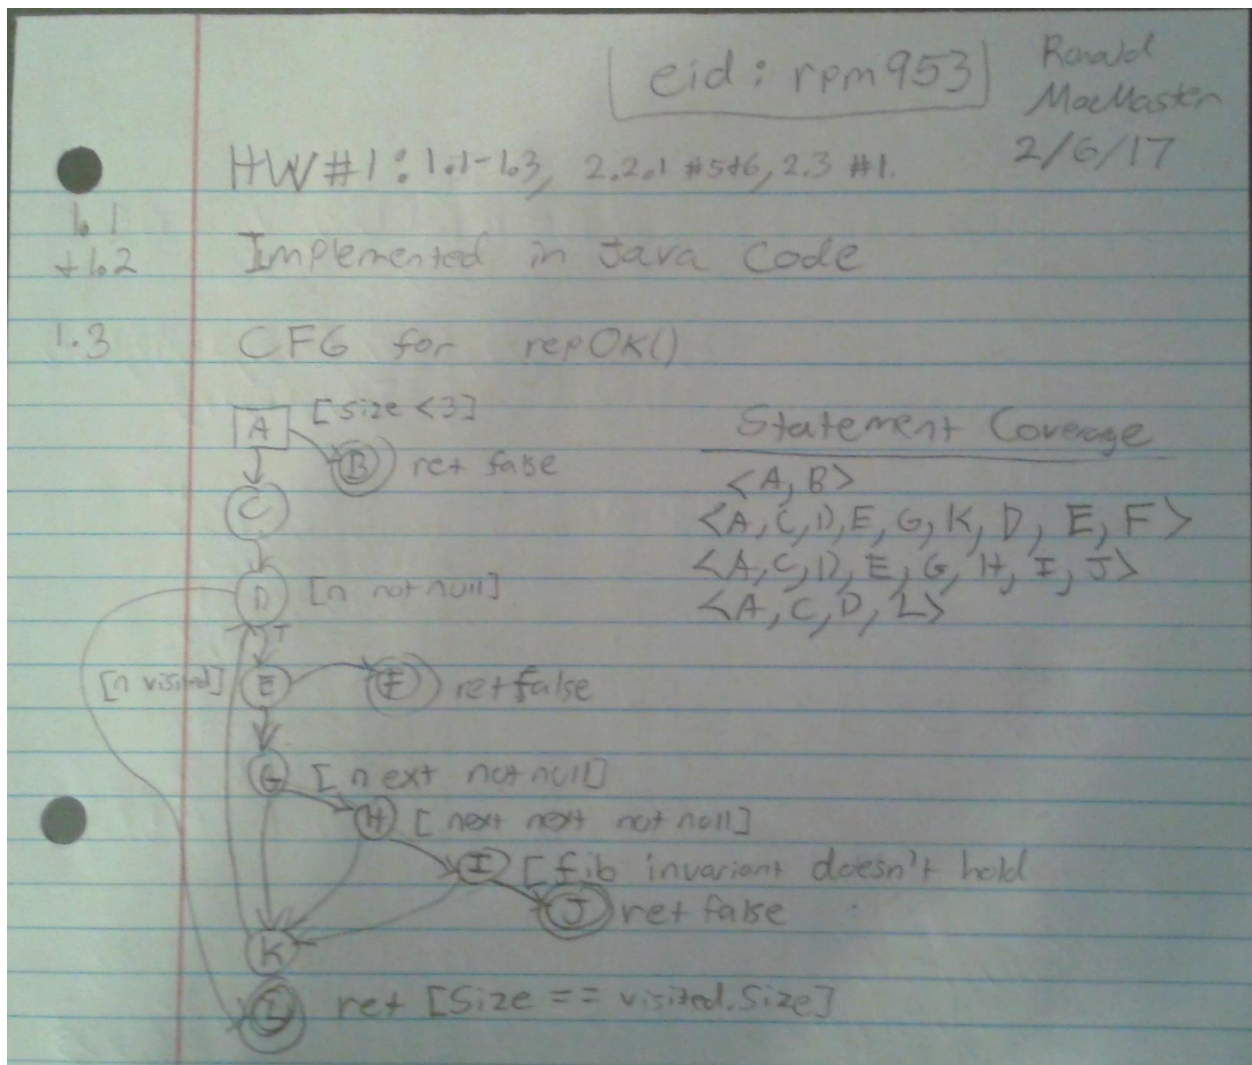 eid: rpm953
Ronald
MacMaster
2/6/17
HW#1: 1.1-1.3, 2.2.1 #5+6, 2.3 #1.
1.1
+1.2 Implemented in Java Code
1.3 CFG for repOK()
A [size <3]
B ret false
C
D [n not null]
T
[n visited] E F ret false
G [next not null]
H [next next not null]
I [fib invariant doesn't hold
J ret false
K
L ret [Size == visited.Size]
Statement Coverage
<A, B>
<A, C, D, E, G, K, D, E, F>
<A, C, D, E, G, H, I, J>
<A, C, D, L>